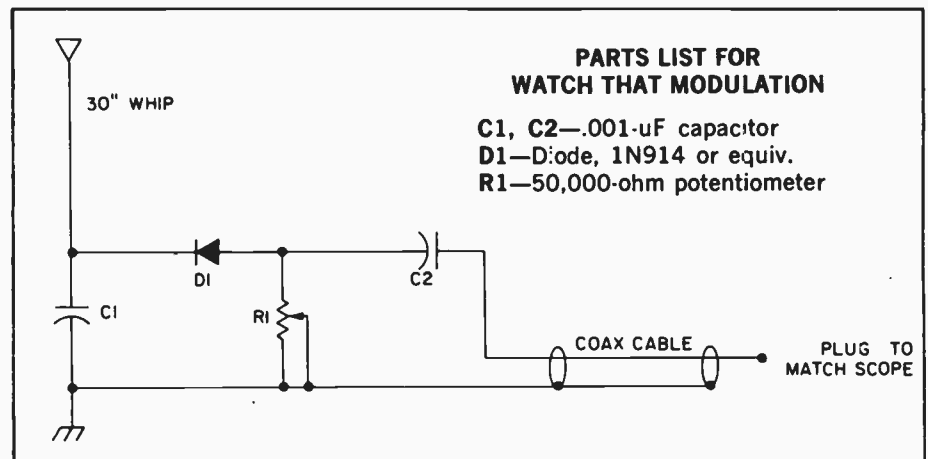 PARTS LIST FOR
WATCH THAT MODULATION
C1, C2—.001-uF capacitor
D1—Diode, 1N914 or equiv.
R1—50,000-ohm potentiometer
30" WHIP
D1
C2
C1
R1
COAX CABLE
PLUG TO
MATCH SCOPE